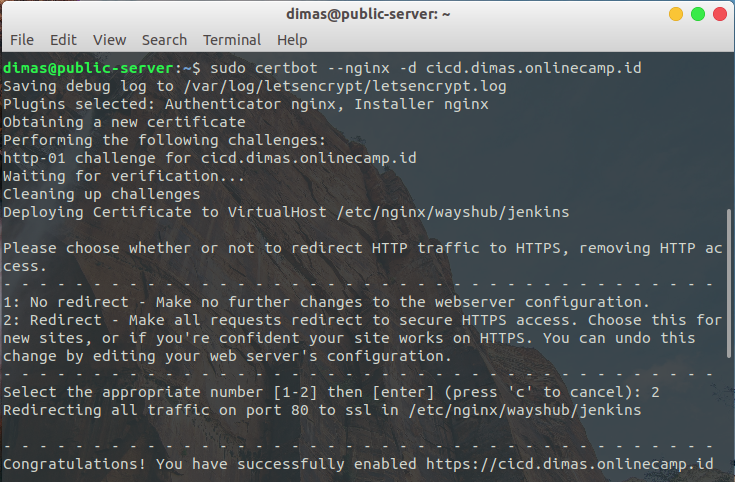 dimas@public-server: ~
File Edit View Search Terminal Help
dimas@public-server:~$ sudo certbot --nginx -d cicd.dimas.onlinecamp.id
Saving debug log to /var/log/letsencrypt/letsencrypt.log
Plugins selected: Authenticator nginx, Installer nginx
Obtaining a new certificate
Performing the following challenges:
http-01 challenge for cicd.dimas.onlinecamp.id
Waiting for verification...
Cleaning up challenges
Deploying Certificate to VirtualHost /etc/nginx/wayshub/jenkins
Please choose whether or not to redirect HTTP traffic to HTTPS, removing HTTP ac
cess.
- - - - - - - - - - - - - - - - - - - - - - - - - - - - - - - - - - - - - - - -
1: No redirect - Make no further changes to the webserver configuration.
2: Redirect - Make all requests redirect to secure HTTPS access. Choose this for
new sites, or if you're confident your site works on HTTPS. You can undo this
change by editing your web server's configuration.
- - - - - - - - - - - - - - - - - - - - - - - - - - - - - - - - - - - - - - - -
Select the appropriate number [1-2] then [enter] (press 'c' to cancel): 2
Redirecting all traffic on port 80 to ssl in /etc/nginx/wayshub/jenkins
- - - - - - - - - - - - - - - - - - - - - - - - - - - - - - - - - - - - - - - -
Congratulations! You have successfully enabled https://cicd.dimas.onlinecamp.id